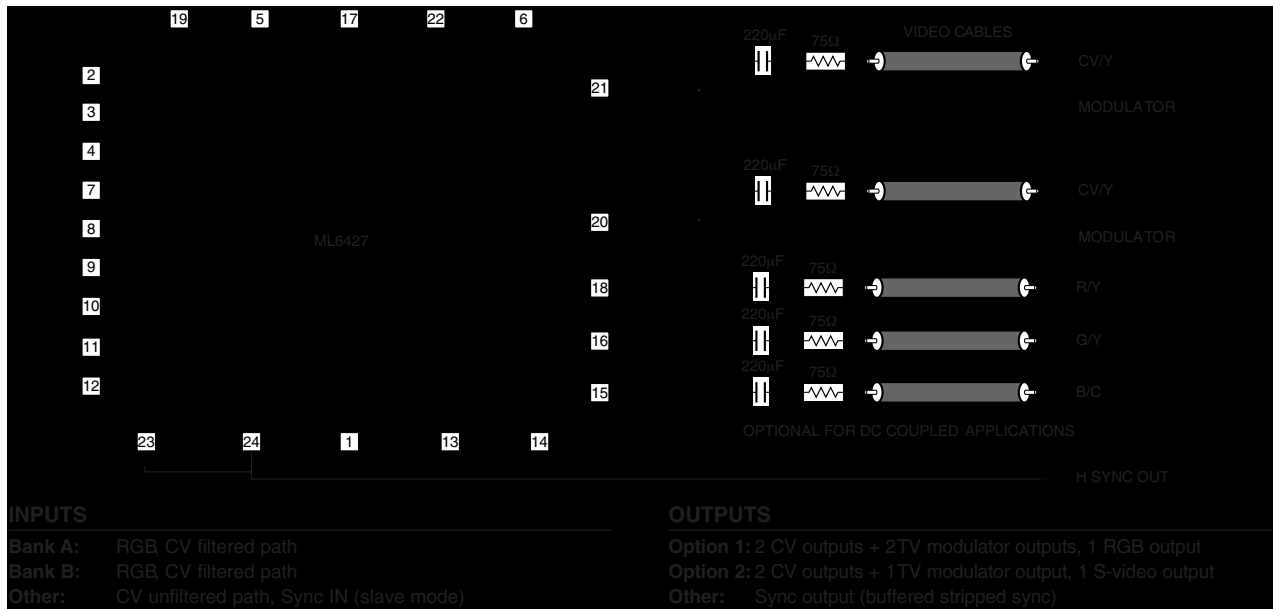 19 5 17 22 6
220µF 75Ω VIDEO CABLES
CV/Y
2
21
3
MODULATOR
4
220µF 75Ω
7
CV/Y
8
20
ML6427
MODULATOR
9
220µF 75Ω
18
R/Y
10
220µF 75Ω
16
G/Y
11
220µF 75Ω
12
15
B/C
OPTIONAL FOR DC COUPLED APPLICATIONS
23 24 1 13 14
H SYNC OUT
INPUTS
Bank A: RGB, CV filtered path
Bank B: RGB, CV filtered path
Other: CV unfiltered path, Sync IN (slave mode)
OUTPUTS
Option 1: 2 CV outputs + 2TV modulator outputs, 1 RGB output
Option 2: 2 CV outputs + 1TV modulator output, 1 S-video output
Other: Sync output (buffered stripped sync)